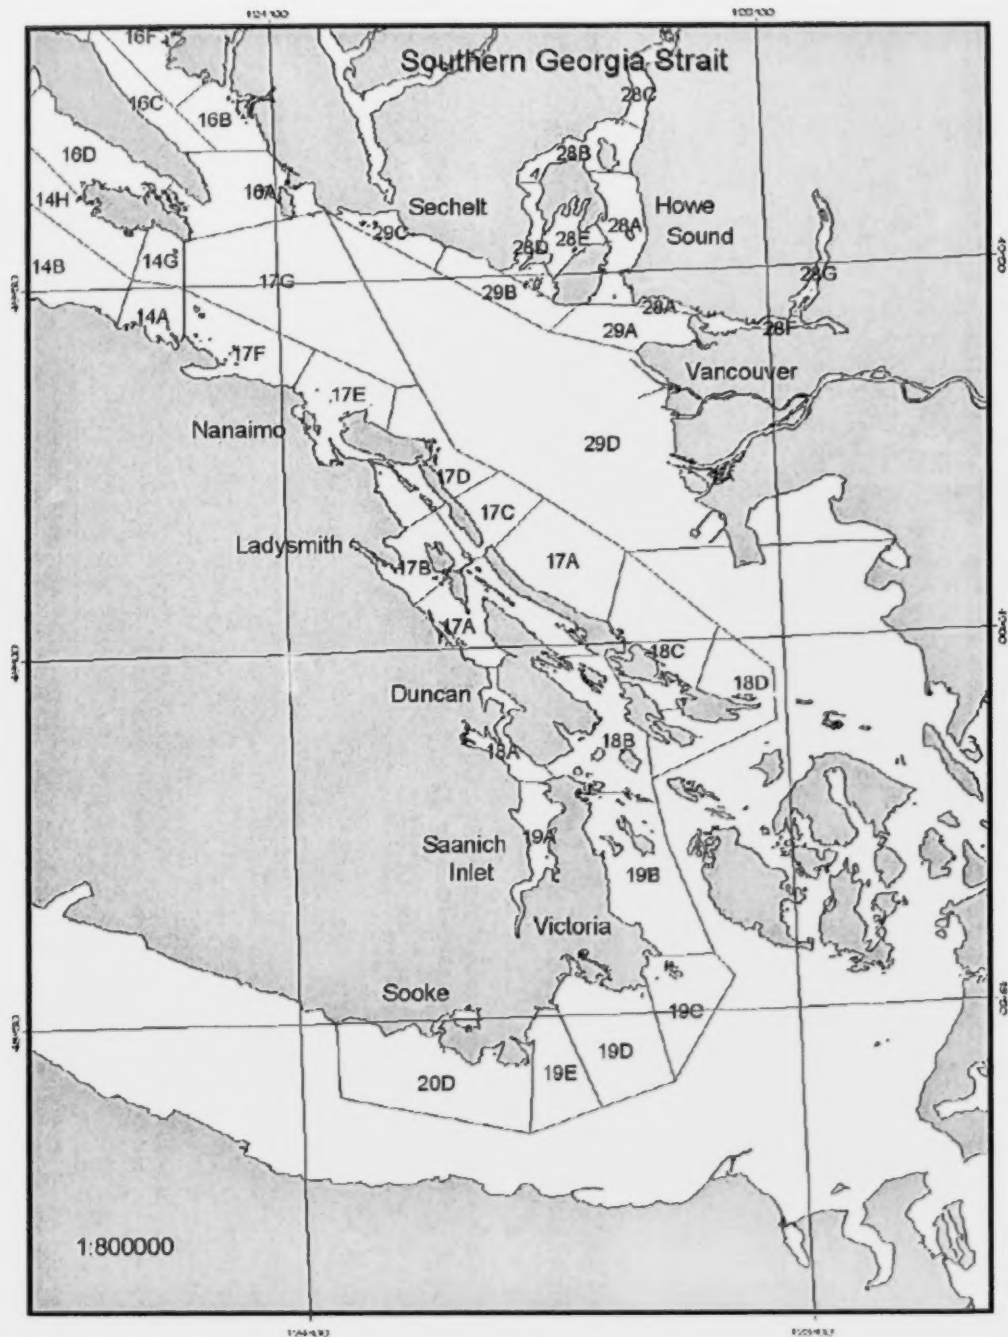 Southern Georgia Strait
16F
28C
16C
16B
28B
16D
16A
14H
Sechelt
Howe
Sound
29C
28A
28E
28D
14G
14B
17G
28G
29B
28A
14A
29A
28F
17F
Vancouver
17E
Nanaimo
29D
17D
17C
Ladysmith
17B
17A
17A
18C
18D
Duncan
18B
18A
19A
Saanich
Inlet
19B
Victoria
Sooke
19C
19D
19E
20D
1:800000